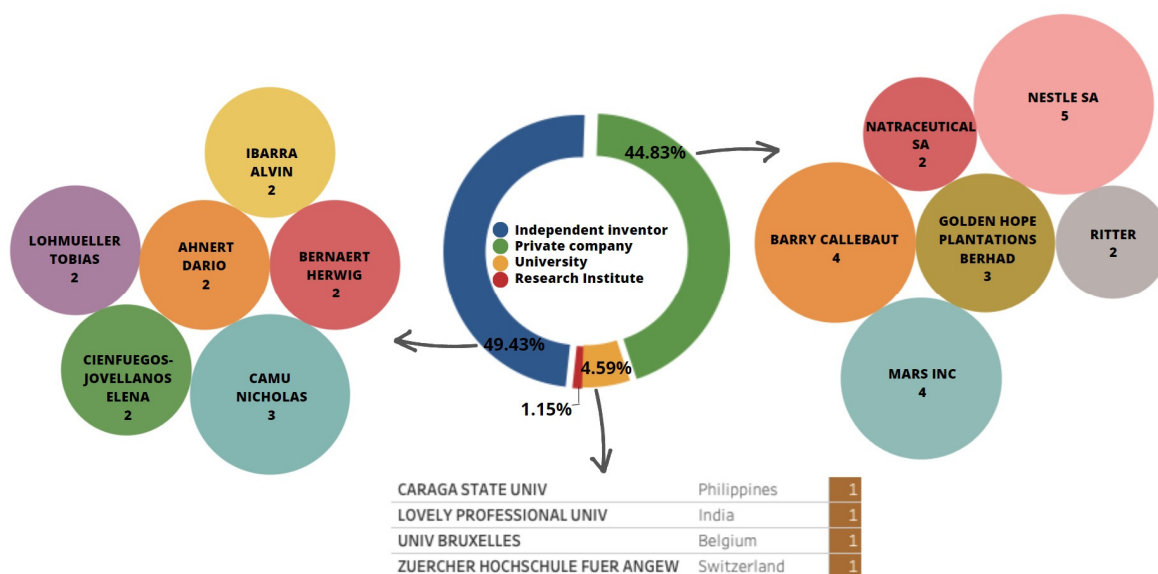 IBARRA
ALVIN
2
LOHMUELLER
TOBIAS
2
AHNERT
DARIO
2
BERNAERT
HERWIG
2
CIENFUEGOS-
JOVELLANOS
ELENA
2
CAMU
NICHOLAS
3
44.83%
Independent inventor
Private company
University
Research Institute
49.43%
4.59%
1.15%
NESTLE SA
5
NATRACEUTICAL
SA
2
BARRY CALLEBAUT
4
GOLDEN HOPE
PLANTATIONS
BERHAD
3
RITTER
2
MARS INC
4
CARAGA STATE UNIV Philippines 1
LOVELY PROFESSIONAL UNIV India 1
UNIV BRUXELLES Belgium 1
ZUERCHER HOCHSCHULE FUER ANGEW Switzerland 1